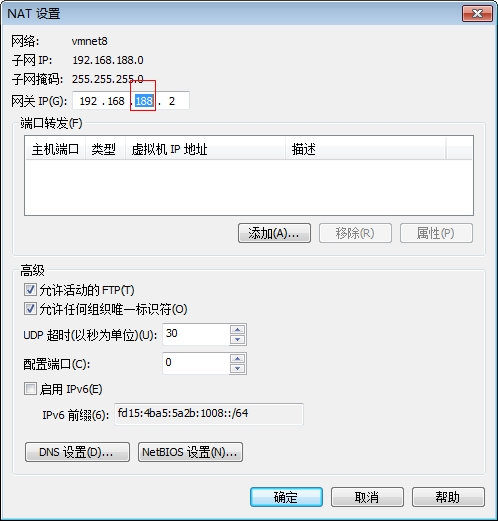 NAT 设置
网络: vmnet8
子网 IP: 192.168.188.0
子网掩码: 255.255.255.0
网关 IP(G): 192 . 168 . 188 . 2
端口转发(F)
主机端口 类型 虚拟机 IP 地址 描述
添加(A)... 移除(R) 属性(P)
高级
允许活动的 FTP(T)
允许任何组织唯一标识符(O)
UDP 超时(以秒为单位)(U): 30
配置端口(C): 0
启用 IPv6(E)
IPv6 前缀(6): fd15:4ba5:5a2b:1008::/64
DNS 设置(D)... NetBIOS 设置(N)...
确定 取消 帮助